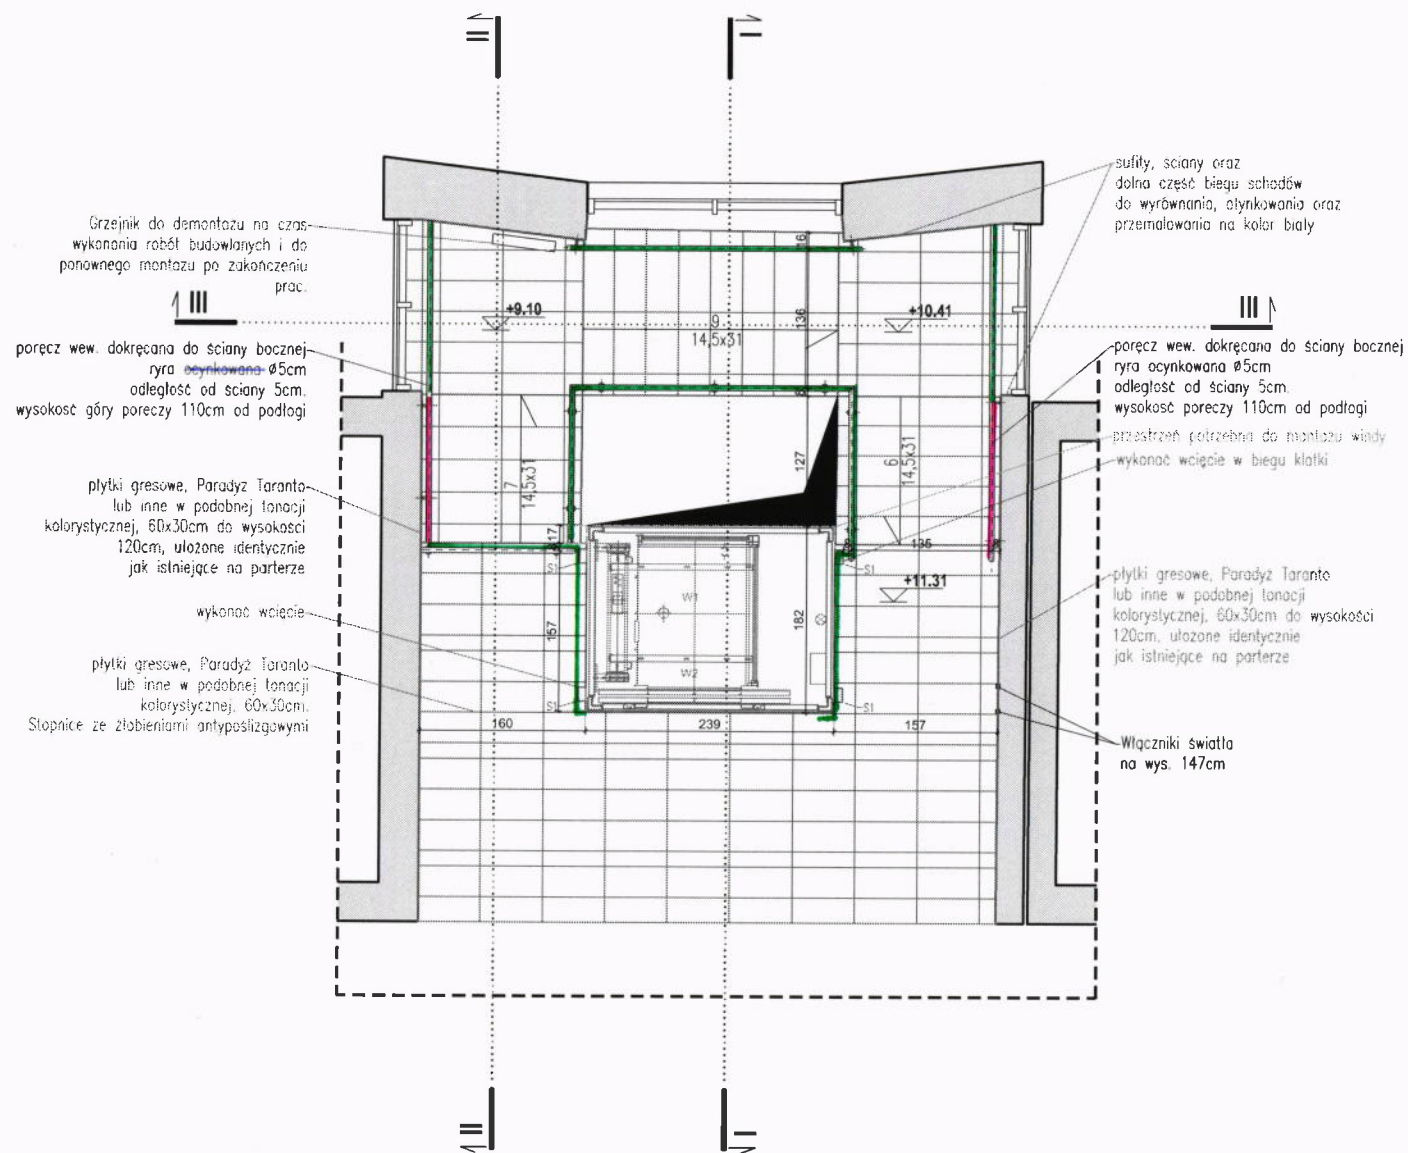 II
I
sufity, sciany oraz
dolna część biegu schodów
do wyrównania, otynkowania oraz
przemalowania na kolor biały
Grzejnik do demontażu na czas
wykonania robót budowlanych i do
ponownego montażu po zakończeniu
prac.
III
+9.10
16
136
9
14,5x31
+10.41
III
poręcz wew. dokręcana do ściany bocznej
ryra ocynkowana ø5cm
odległość od ściany 5cm.
wysokosć góry poreczy 110cm od podłogi
poręcz wew. dokręcana do ściany bocznej
ryra ocynkowana ø5cm
odległość od ściany 5cm.
wysokość poreczy 110cm od podłogi
przestrzeń potrzebna do montażu windy
wykonać wcięcie w biegu klatki
7
14,5x31
127
6
14,5x31
płytki gresowe, Paradyż Taranto
lub inne w podobnej tonacji
kolorystycznej, 60x30cm do wysokości
120cm, ułożone identycznie
jak istniejące na parterze
17
135
S1
S1
+11.31
W1
157
182
płytki gresowe, Paradyż Taranto
lub inne w podobnej tonacji
kolorystycznej, 60x30cm do wysokości
120cm, ułożone identycznie
jak istniejące na parterze
wykonać wcięcie
W2
płytki gresowe, Paradyż Taranto
lub inne w podobnej tonacji
kolorystycznej, 60x30cm.
Stopnice ze żłobieniami antypoślizgowymi
S1
S1
160
239
157
Włączniki światła
na wys. 147cm
II
I